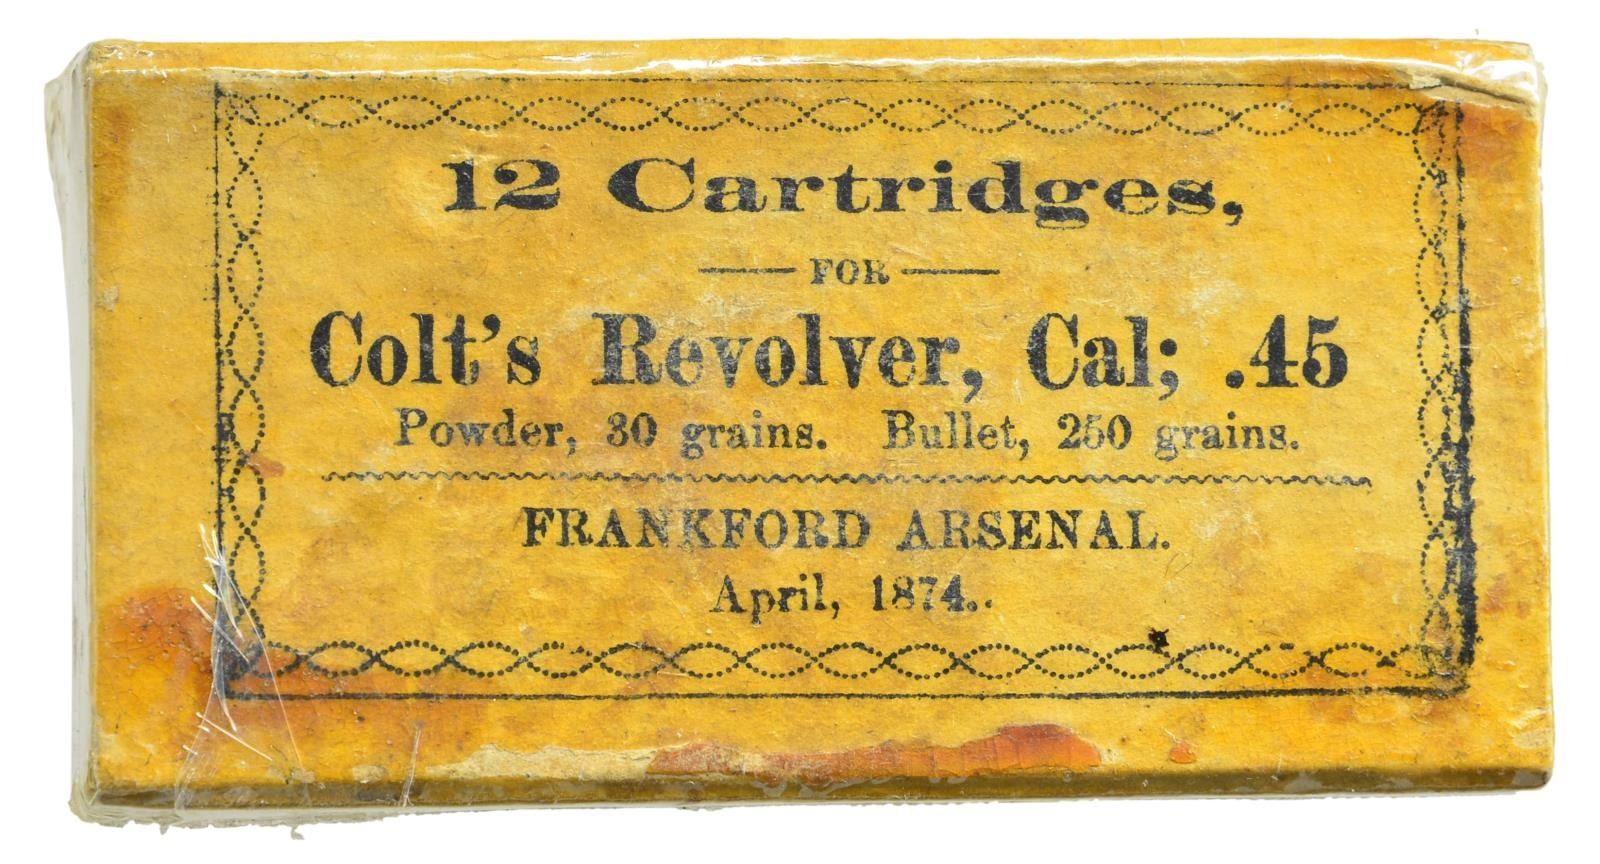 12 Cartridges,
FOR
Colt's Revolver, Cal; .45
Powder, 30 grains. Bullet, 250 grains.
FRANKFORD ARSENAL.
April, 1874..